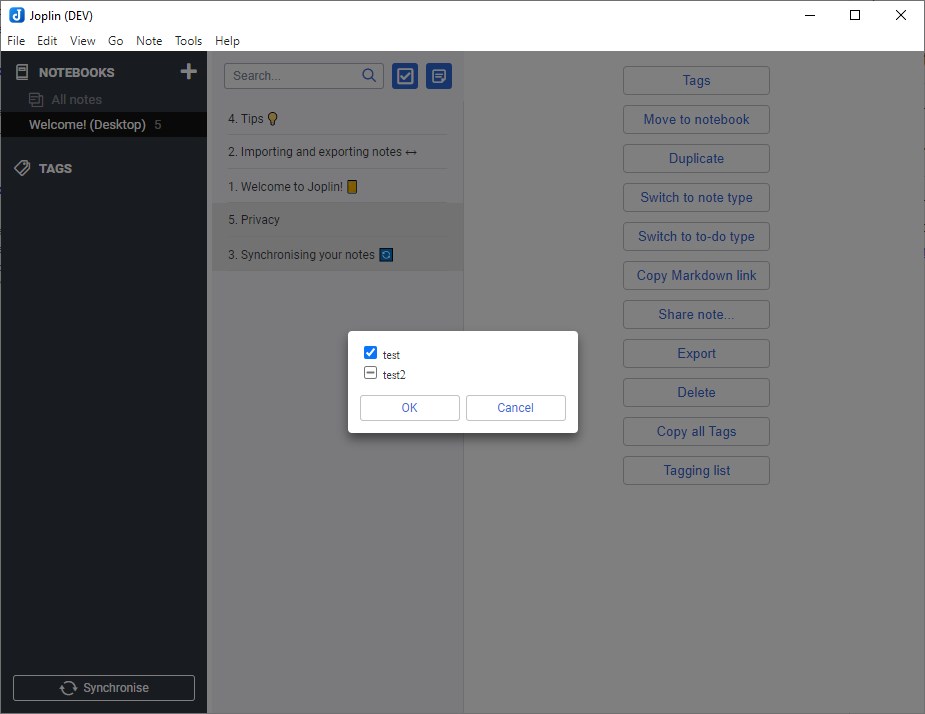 Joplin (DEV)
File Edit View Go Note Tools Help
NOTEBOOKS
All notes
Welcome! (Desktop) 5
TAGS
Synchronise
Search...
4. Tips
2. Importing and exporting notes ↔
1. Welcome to Joplin!
5. Privacy
3. Synchronising your notes
Tags
Move to notebook
Duplicate
Switch to note type
Switch to to-do type
Copy Markdown link
Share note...
Export
Delete
Copy all Tags
Tagging list
test
test2
OK Cancel